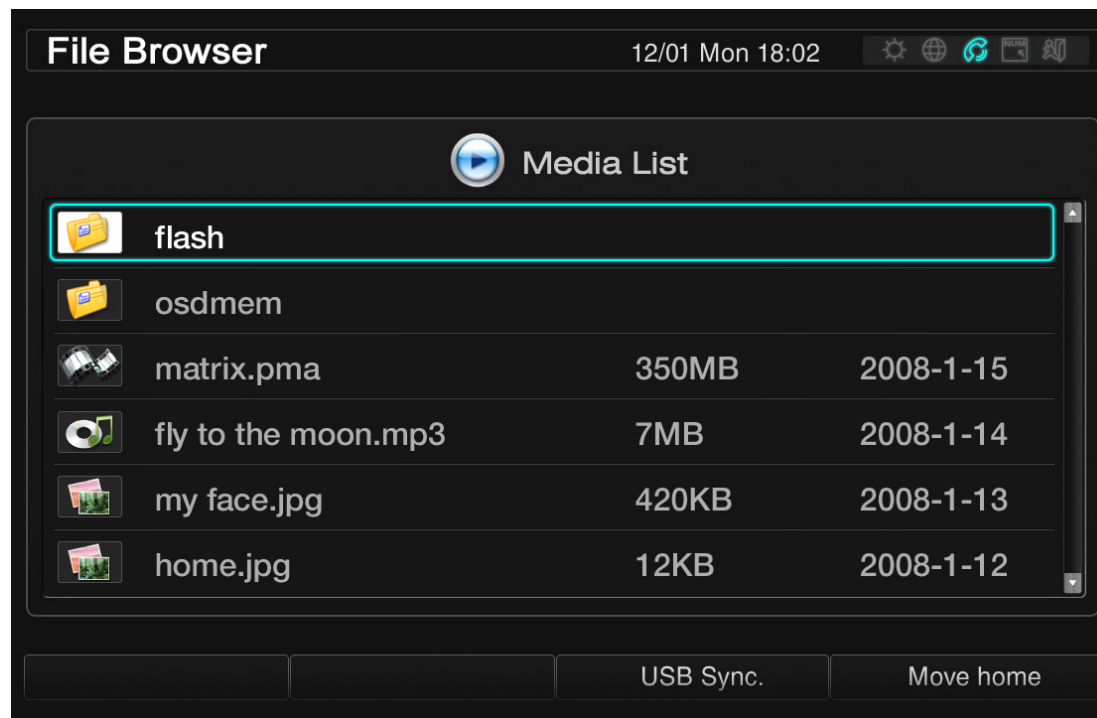 File Browser 12/01 Mon 18:02 NUM
Media List
flash
osdmem
matrix.pma 350MB 2008-1-15
fly to the moon.mp3 7MB 2008-1-14
my face.jpg 420KB 2008-1-13
home.jpg 12KB 2008-1-12
USB Sync. Move home